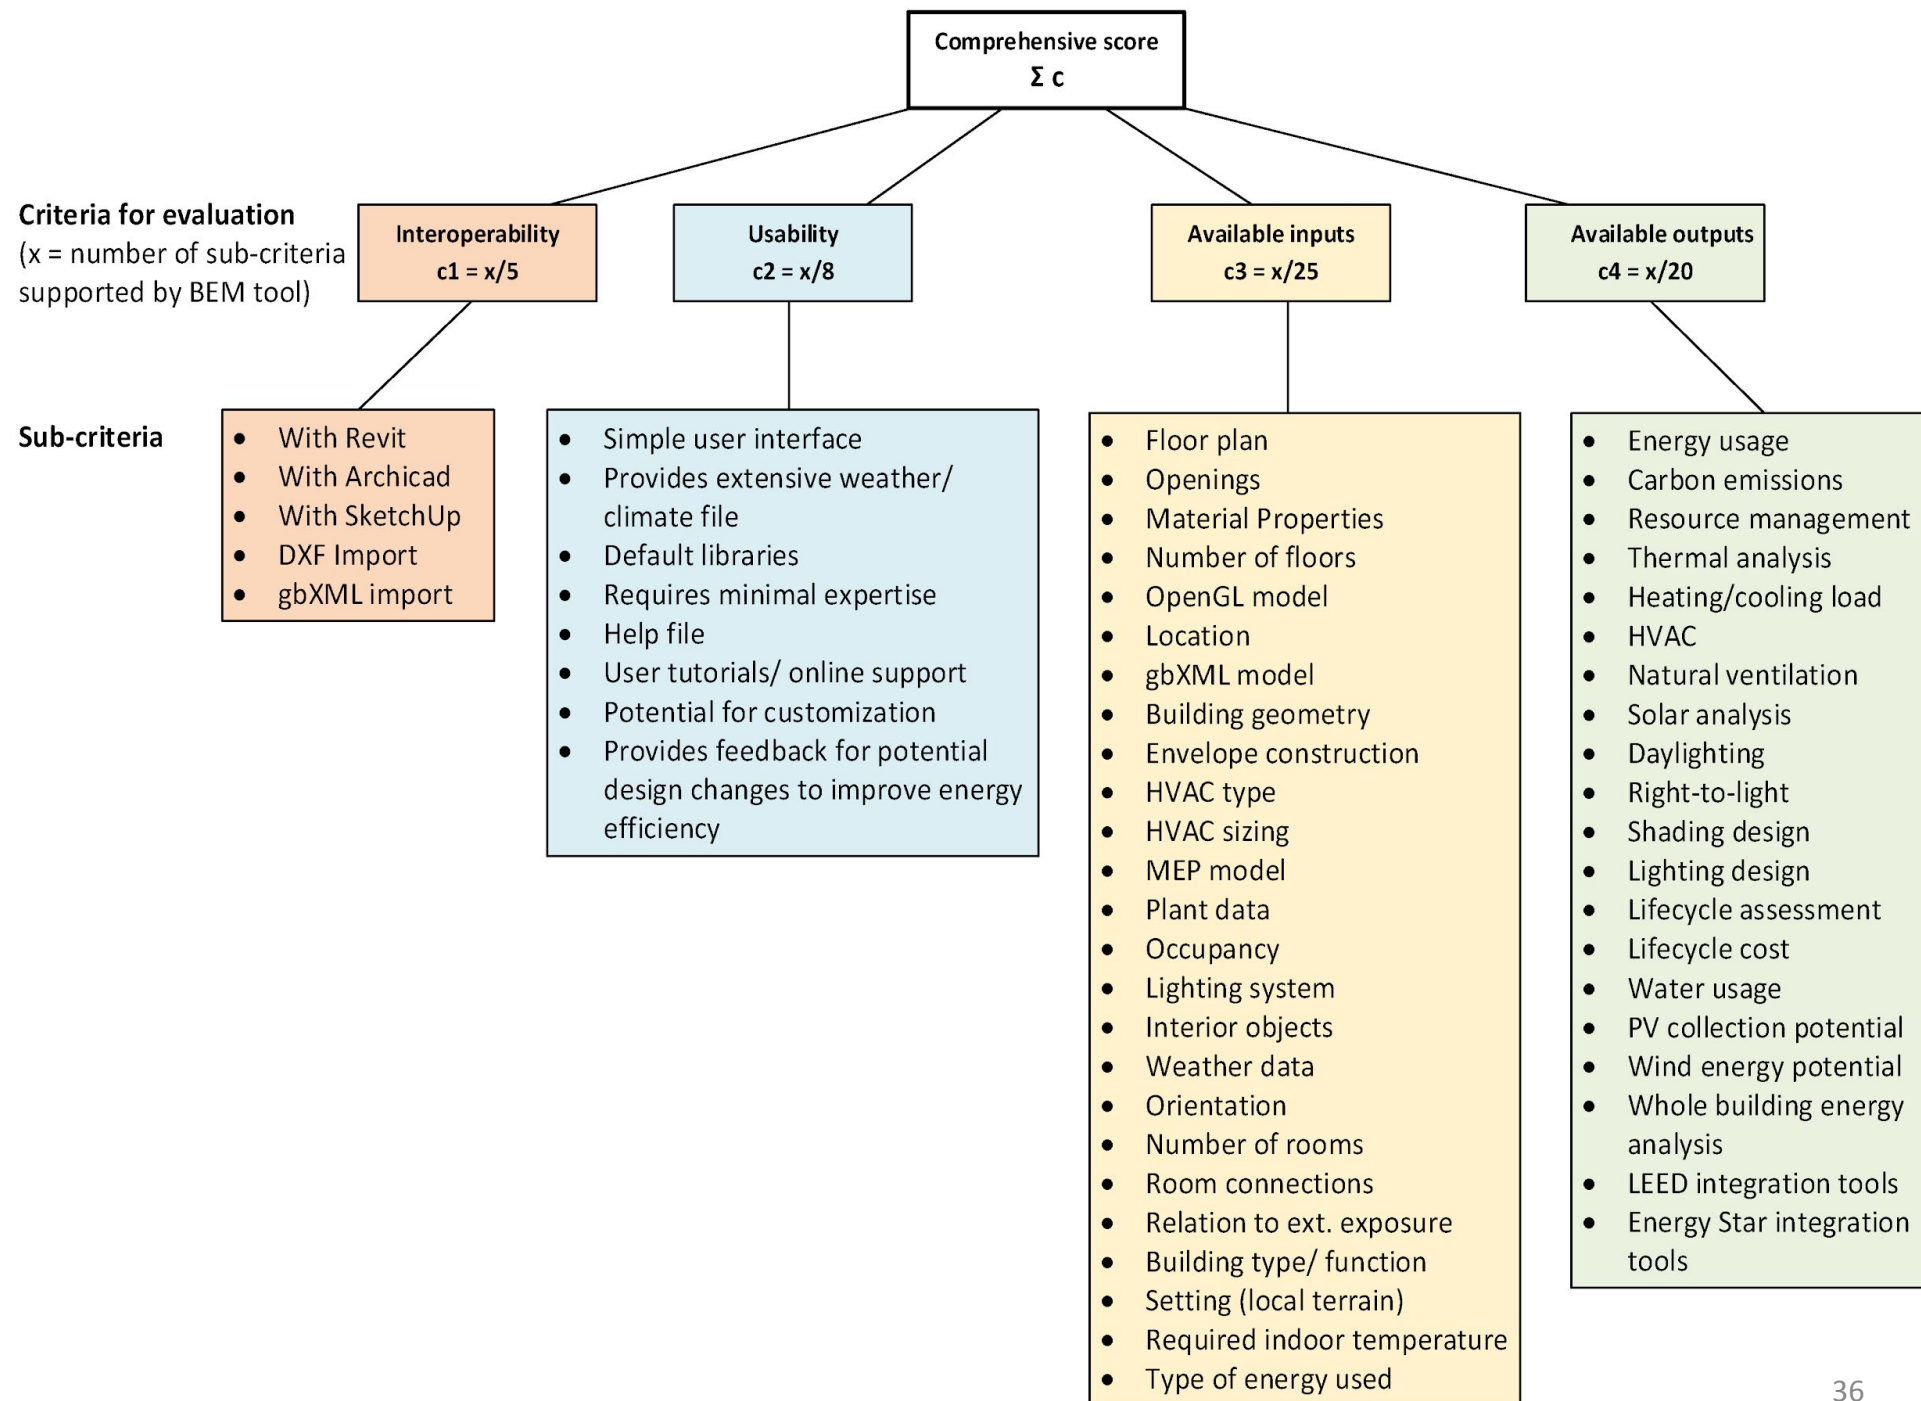 Comprehensive score
Σ c
Criteria for evaluation
(x = number of sub-criteria
supported by BEM tool)
Interoperability
c1 = x/5
Usability
c2 = x/8
Available inputs
c3 = x/25
Available outputs
c4 = x/20
Sub-criteria
• With Revit
• With Archicad
• With SketchUp
• DXF Import
• gbXML import
• Simple user interface
• Provides extensive weather/
climate file
• Default libraries
• Requires minimal expertise
• Help file
• User tutorials/ online support
• Potential for customization
• Provides feedback for potential
design changes to improve energy
efficiency
• Floor plan
• Openings
• Material Properties
• Number of floors
• OpenGL model
• Location
• gbXML model
• Building geometry
• Envelope construction
• HVAC type
• HVAC sizing
• MEP model
• Plant data
• Occupancy
• Lighting system
• Interior objects
• Weather data
• Orientation
• Number of rooms
• Room connections
• Relation to ext. exposure
• Building type/ function
• Setting (local terrain)
• Required indoor temperature
• Type of energy used
• Energy usage
• Carbon emissions
• Resource management
• Thermal analysis
• Heating/cooling load
• HVAC
• Natural ventilation
• Solar analysis
• Daylighting
• Right-to-light
• Shading design
• Lighting design
• Lifecycle assessment
• Lifecycle cost
• Water usage
• PV collection potential
• Wind energy potential
• Whole building energy
analysis
• LEED integration tools
• Energy Star integration
tools
36